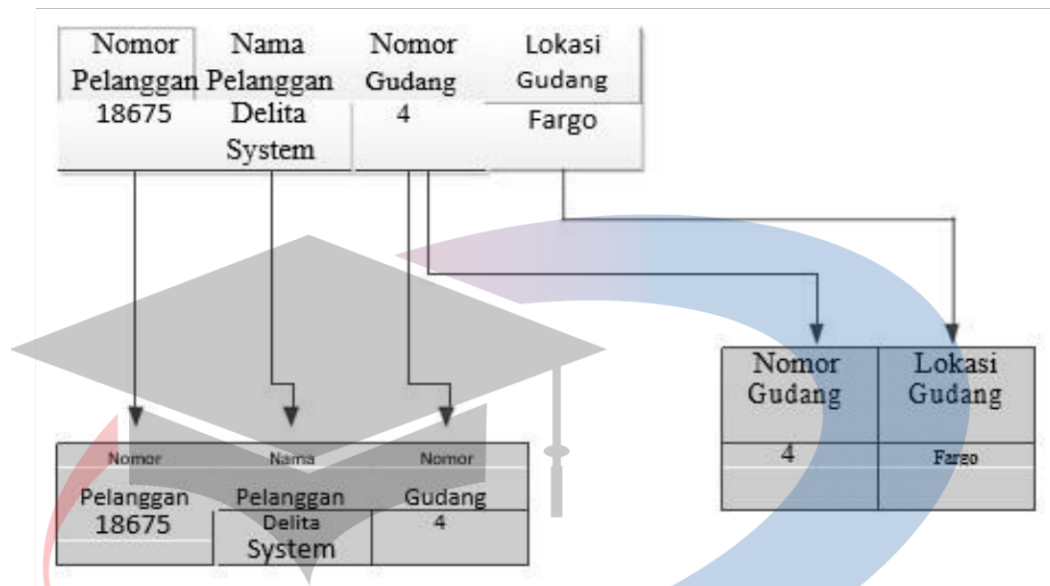 Nomor Nama Nomor Lokasi
Pelanggan Pelanggan Gudang Gudang
18675 Delita 4 Fargo
System
Nomor Lokasi
Gudang Gudang
4 Fargo
Nomor Nama Nomor
Pelanggan Pelanggan Gudang
18675 Delita 4
System